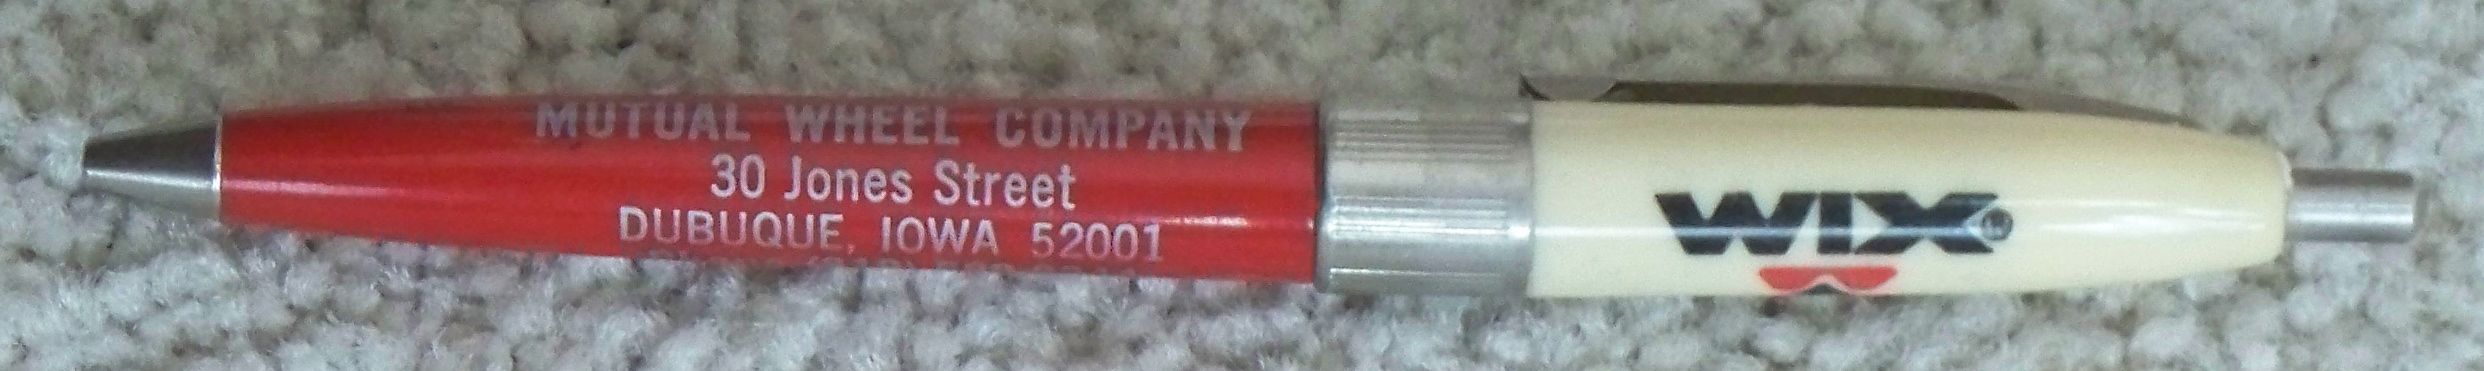 MUTUAL WHEEL COMPANY
30 Jones Street
DUBUQUE, IOWA 52001
WIX®